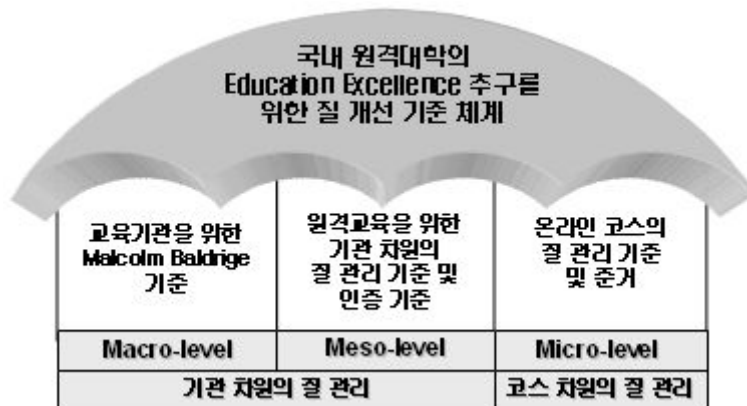 국내 원격대학의
Education Excellence 추구를
위한 질 개선 기준 체계
교육기관을 위한
Malcolm Baldrige
기준
원격교육을 위한
기관 차원의
질 관리 기준 및
인증 기준
온라인 코스의
질 관리 기준
및 준거
Macro-level
Meso-level
Micro-level
기관 차원의 질 관리
코스 차원의 질 관리